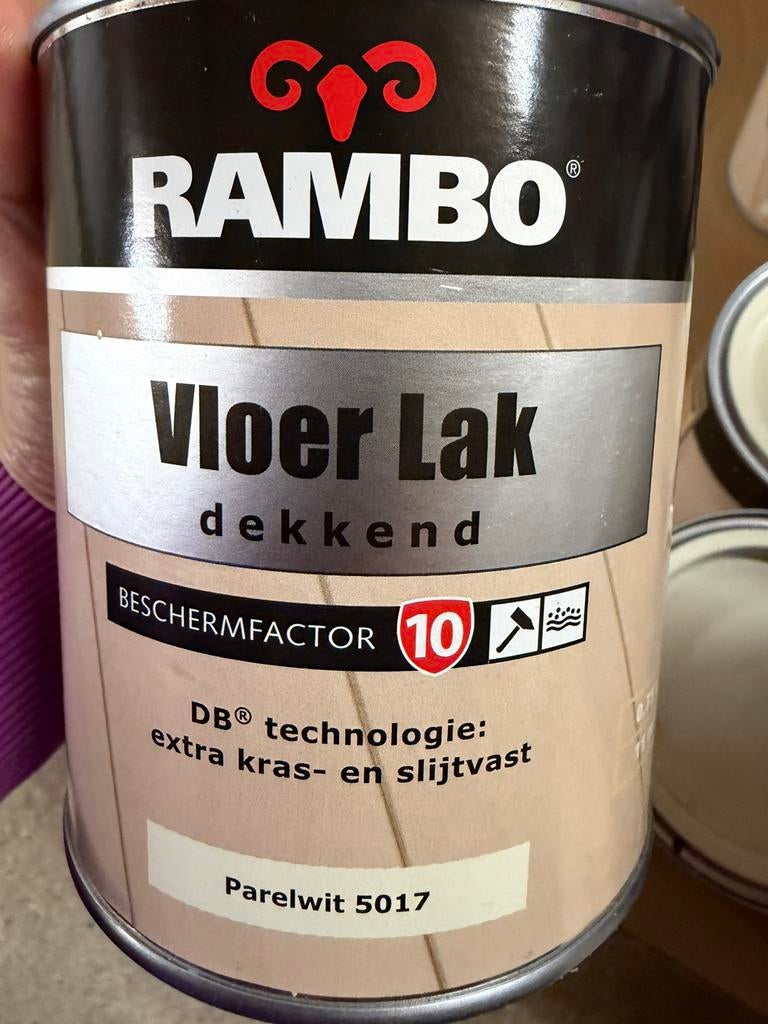 RAMBO®
Vloer Lak
dekkend
BESCHERMFACTOR 10
DB® technologie:
extra kras- en slijtvast
Parelwit 5017